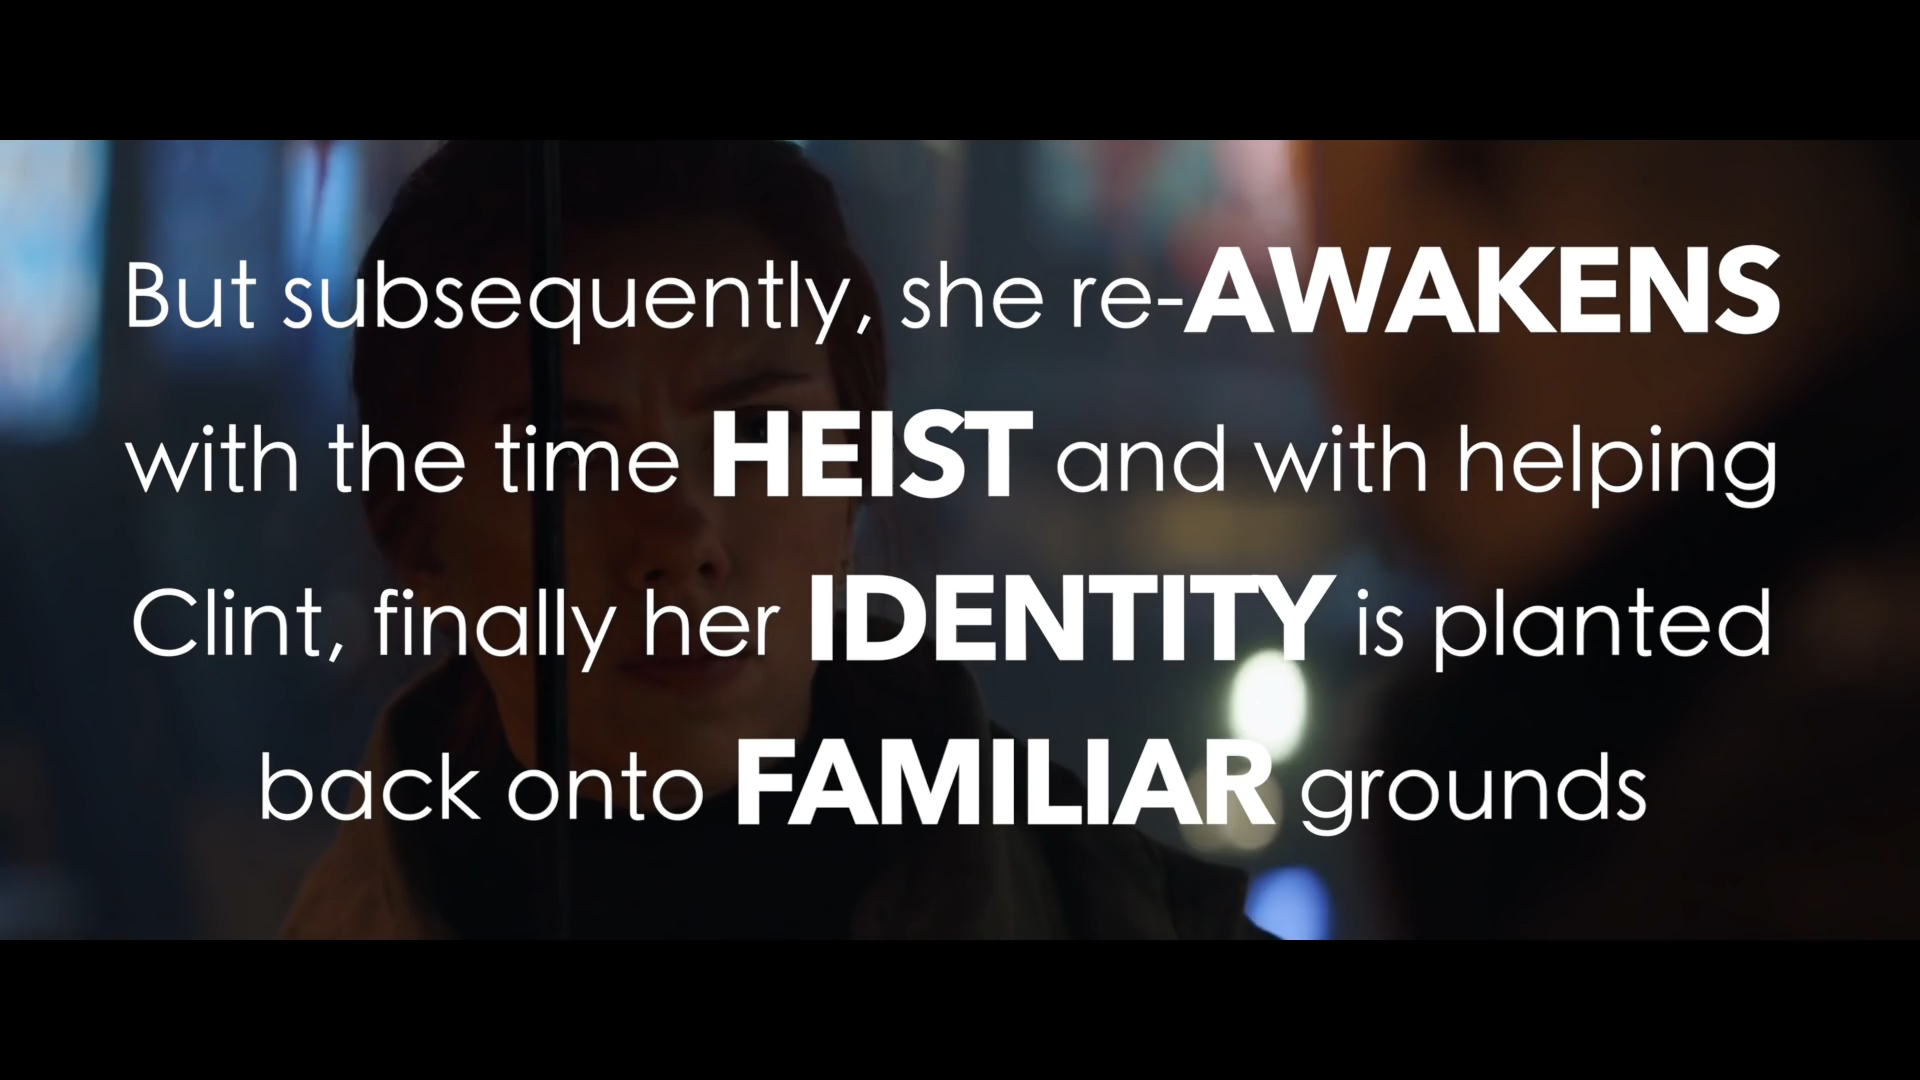 But subsequently, she re-AWAKENS
with the time HEIST and with helping
Clint, finally her IDENTITY is planted
back onto FAMILIAR grounds